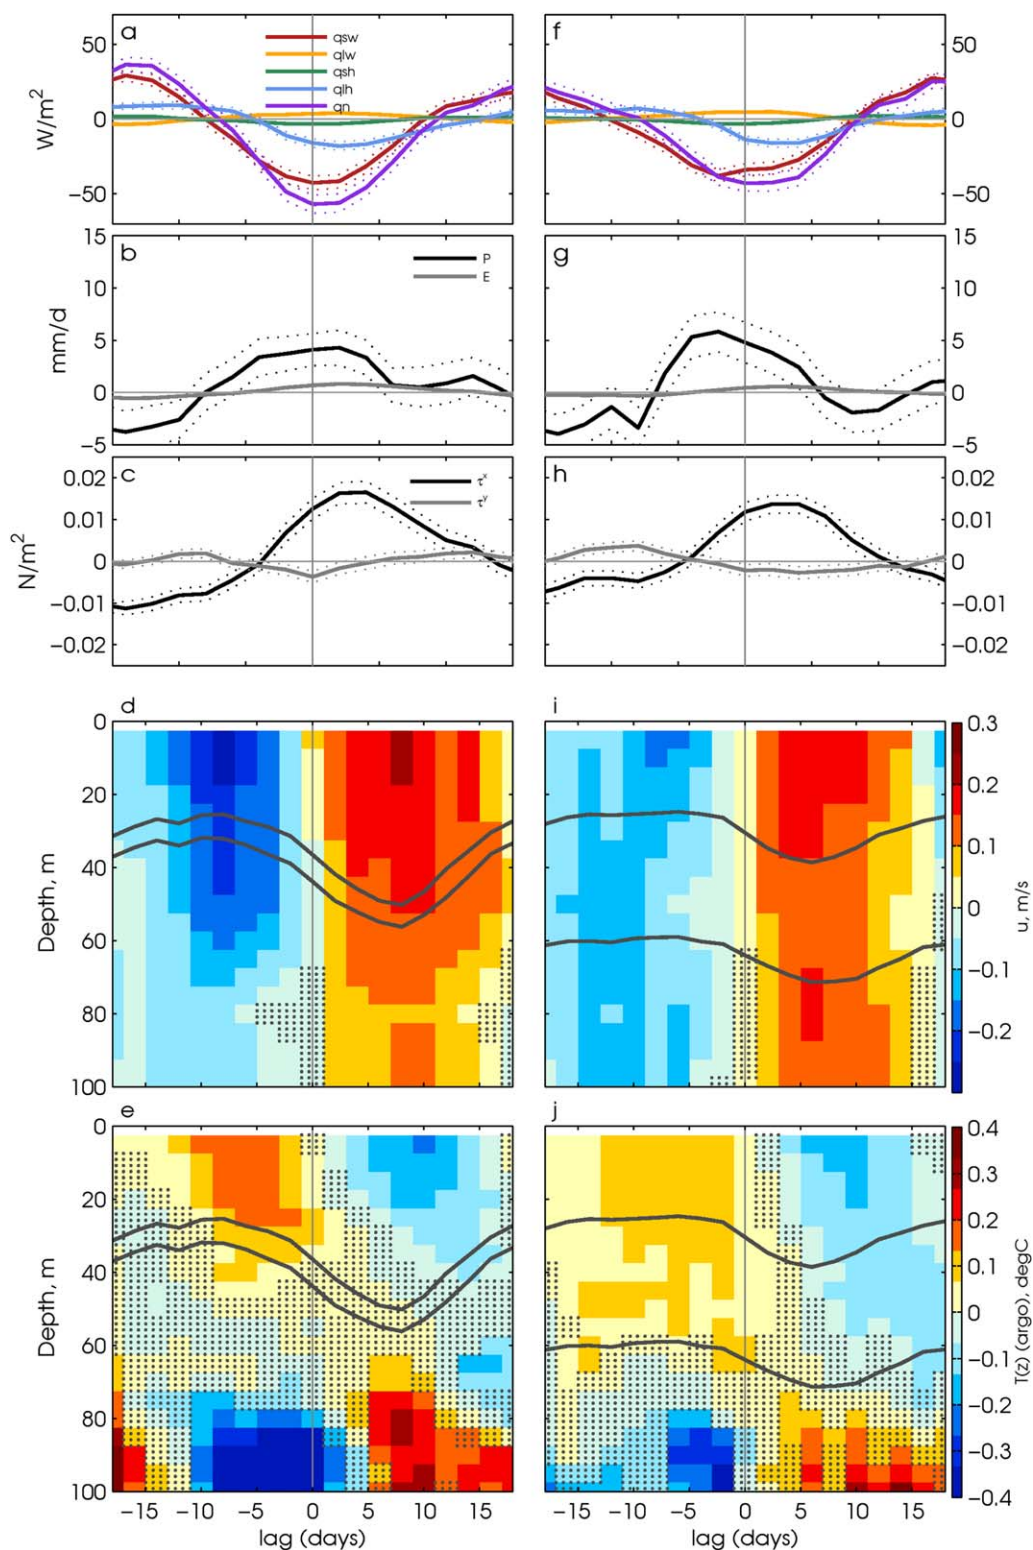 a
qsw
qlw
qsh
qlh
qn
50
0
−50
W/m²
f
50
0
−50
b
P
E
15
10
5
0
−5
mm/d
g
15
10
5
0
−5
c
τˣ
τʸ
0.02
0.01
0
−0.01
−0.02
N/m²
h
0.02
0.01
0
−0.01
−0.02
d
0
20
40
60
80
100
Depth, m
i
0.3
0.2
0.1
0
−0.1
−0.2
u, m/s
e
0
20
40
60
80
100
Depth, m
−15 −10 −5 0 5 10 15
lag (days)
j
−15 −10 −5 0 5 10 15
lag (days)
0.4
0.3
0.2
0.1
0
−0.1
−0.2
−0.3
−0.4
T(z) (argo), degC